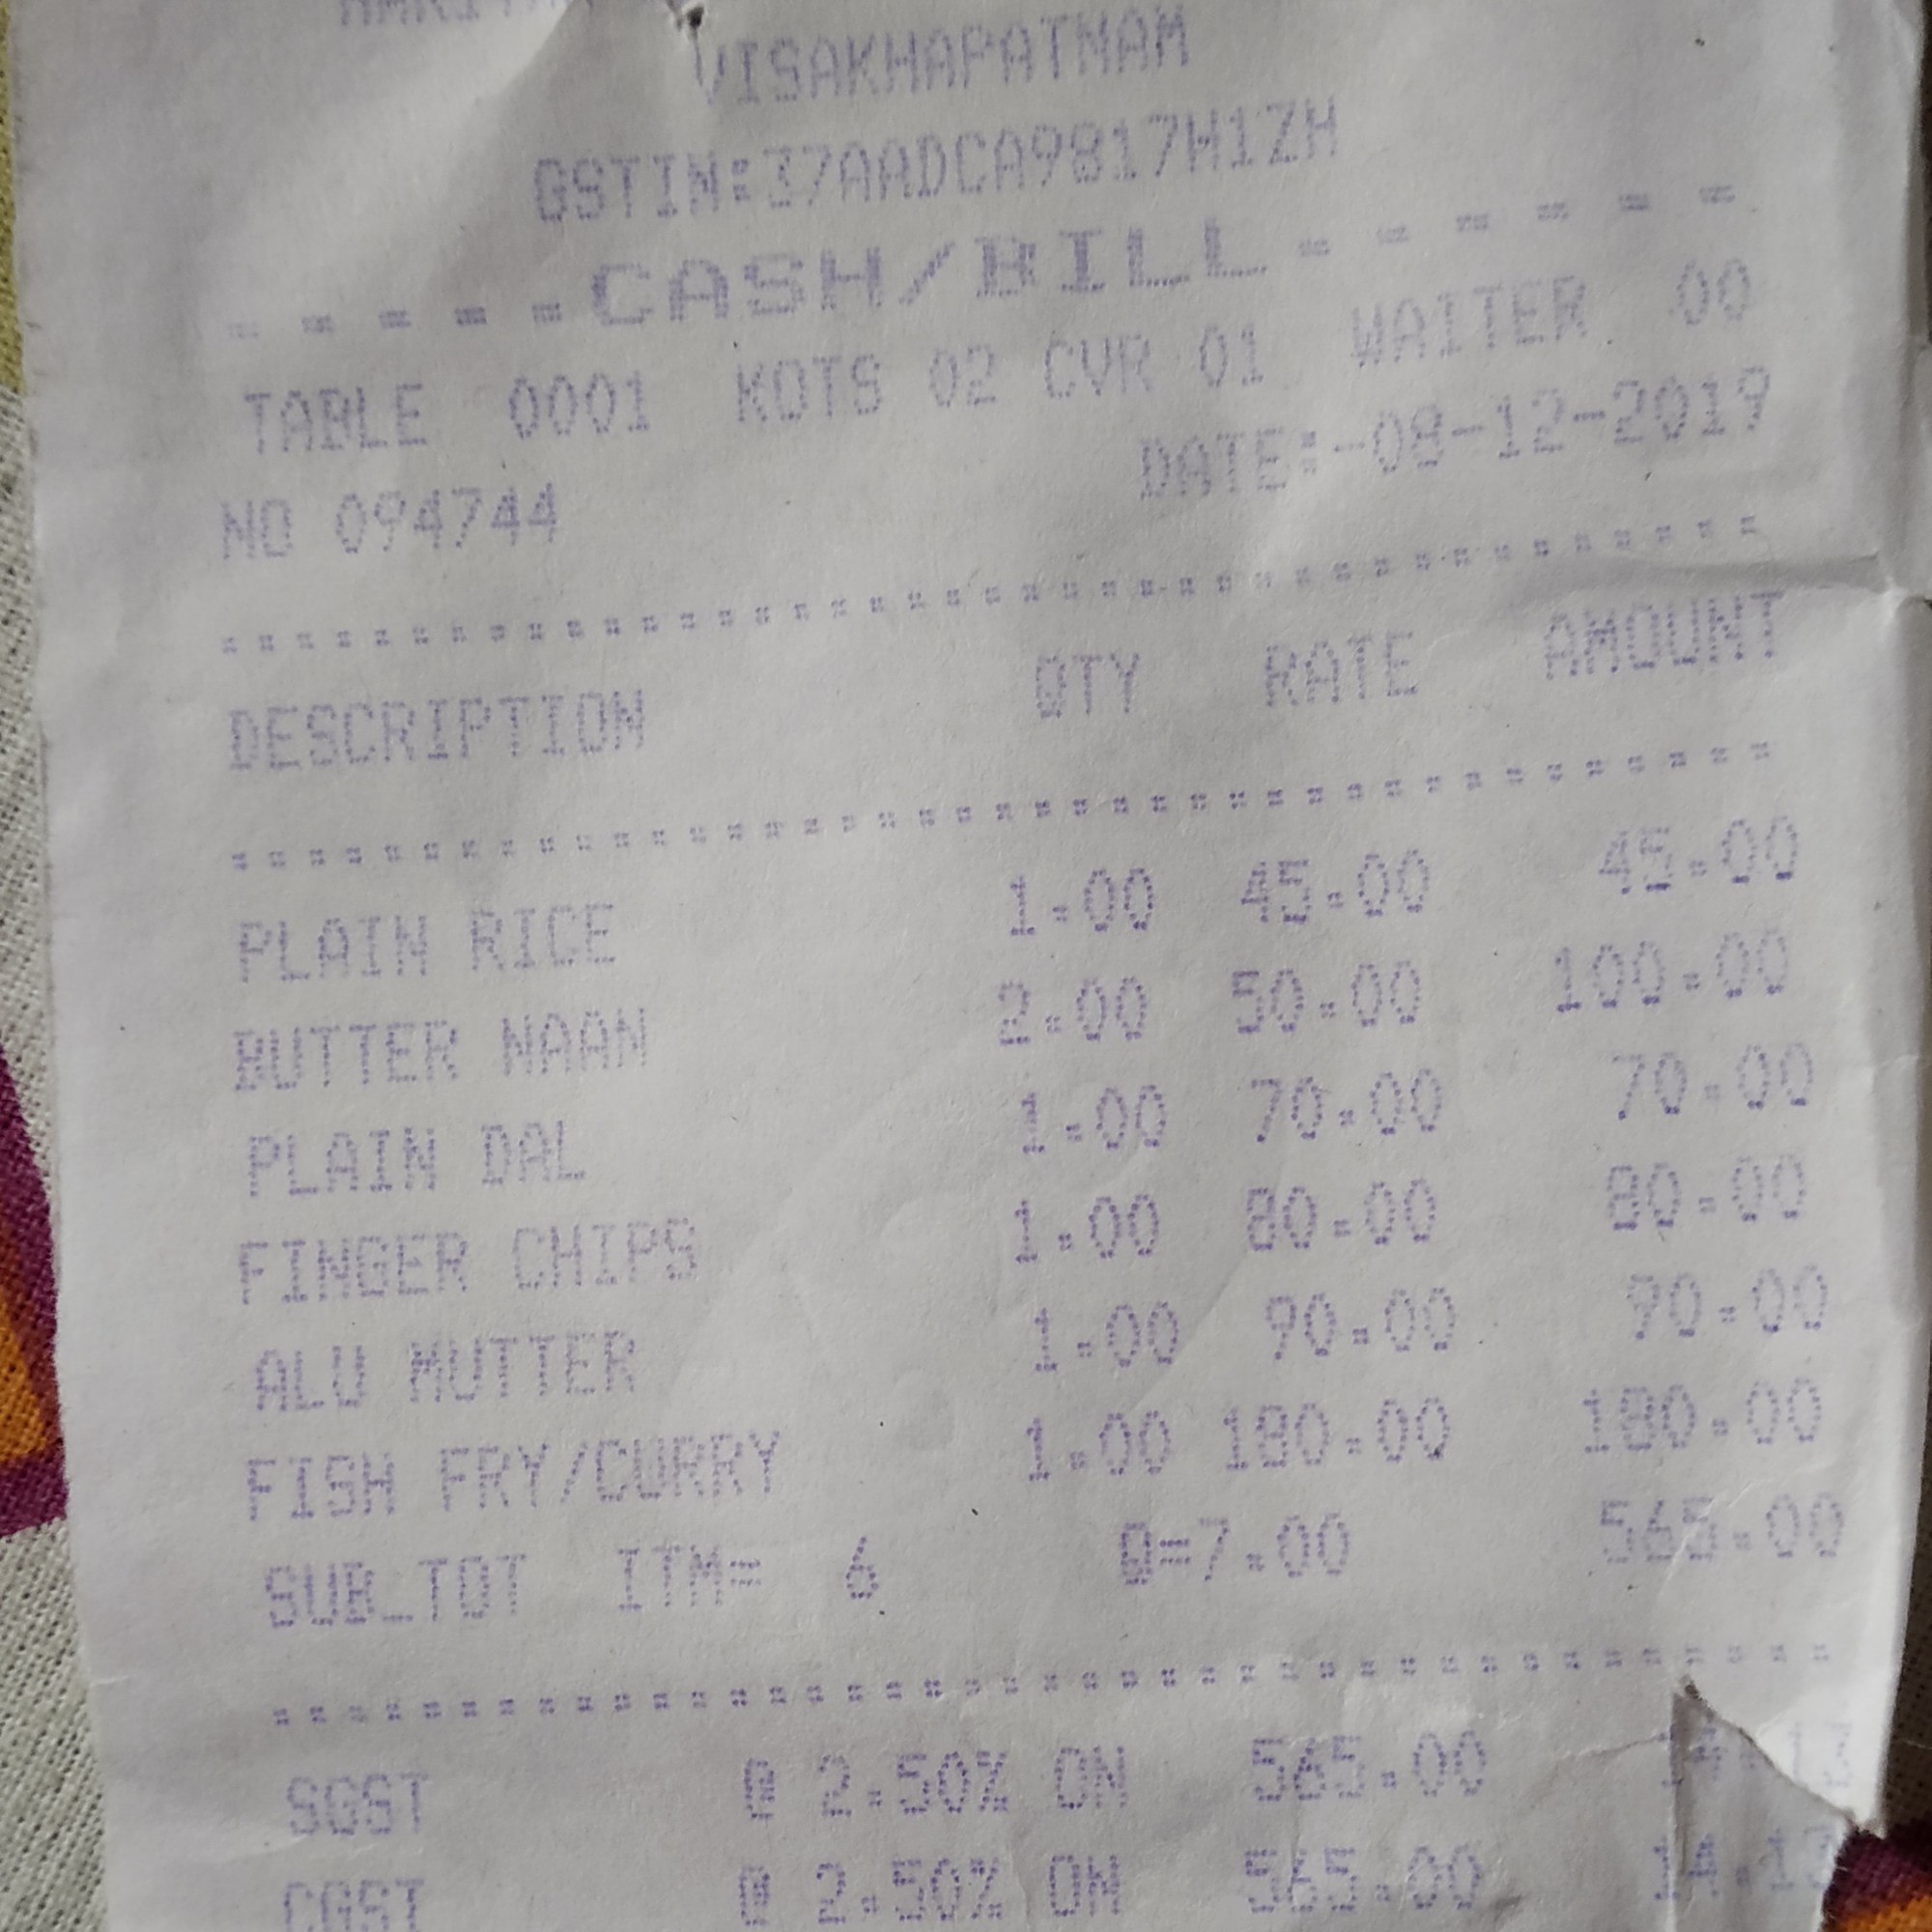 VISAKHAPATNAM
GSTIN:37AADCA9817H1ZH
- - - - -CASH/BILL- - - - - -
TABLE 0001 KOTS 02 CVR 01 WAITER 00
NO 094744 DATE:-08-12-2019
- - - - - - - - - - - - - - - - - - - - - - - - - - - - - - - - - - - - - - - -
DESCRIPTION QTY RATE AMOUNT
- - - - - - - - - - - - - - - - - - - - - - - - - - - - - - - - - - - - - - - -
PLAIN RICE 1.00 45.00 45.00
BUTTER NAAN 2.00 50.00 100.00
PLAIN DAL 1.00 70.00 70.00
FINGER CHIPS 1.00 80.00 80.00
ALU MUTTER 1.00 90.00 90.00
FISH FRY/CURRY 1.00 180.00 180.00
SUB_TOT ITM= 6 Q=7.00 565.00
- - - - - - - - - - - - - - - - - - - - - - - - - - - - - - - - - - - - - - - -
SGST @ 2.50% ON 565.00
CGST @ 2.50% ON 565.00 14.13